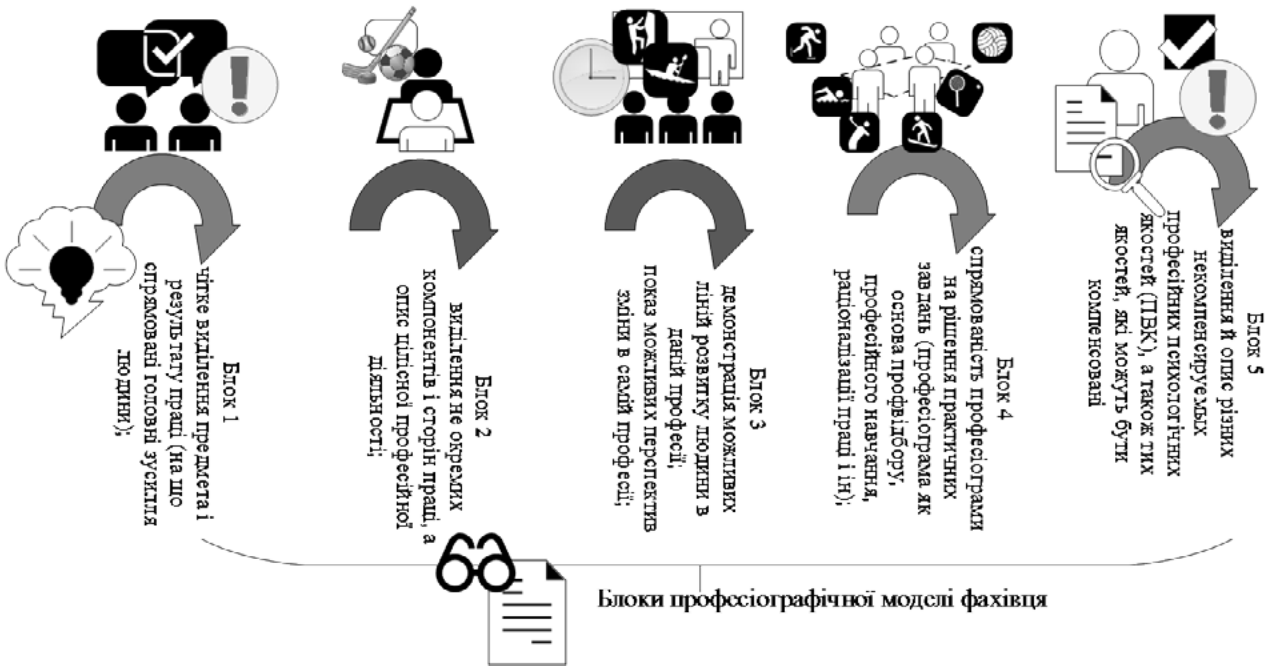 Блок 1
чітке виділення предмета і
результату праці (на що
спрямовані головні зусилля
людини);
Блок 2
виділення не окремих
компонентів і сторін праці, а
опис цілісної професійної
діяльності;
Блок 3
демонстрація можливих
ліній розвитку людини в
даній професії;
показ можливих перспектив
зміни в самій професії;
Блок 4
спрямованість професіограми
на рішення практичних
завдань (професіограма як
основа профвідбору,
професійного навчання,
раціоналізації праці і ін);
Блок 5
виділення й опис різних
некомпенсируемых
професійних психологічних
якостей (ПВК), а також тих
якостей, які можуть бути
компенсовані
Блоки професіографічної моделі фахівця